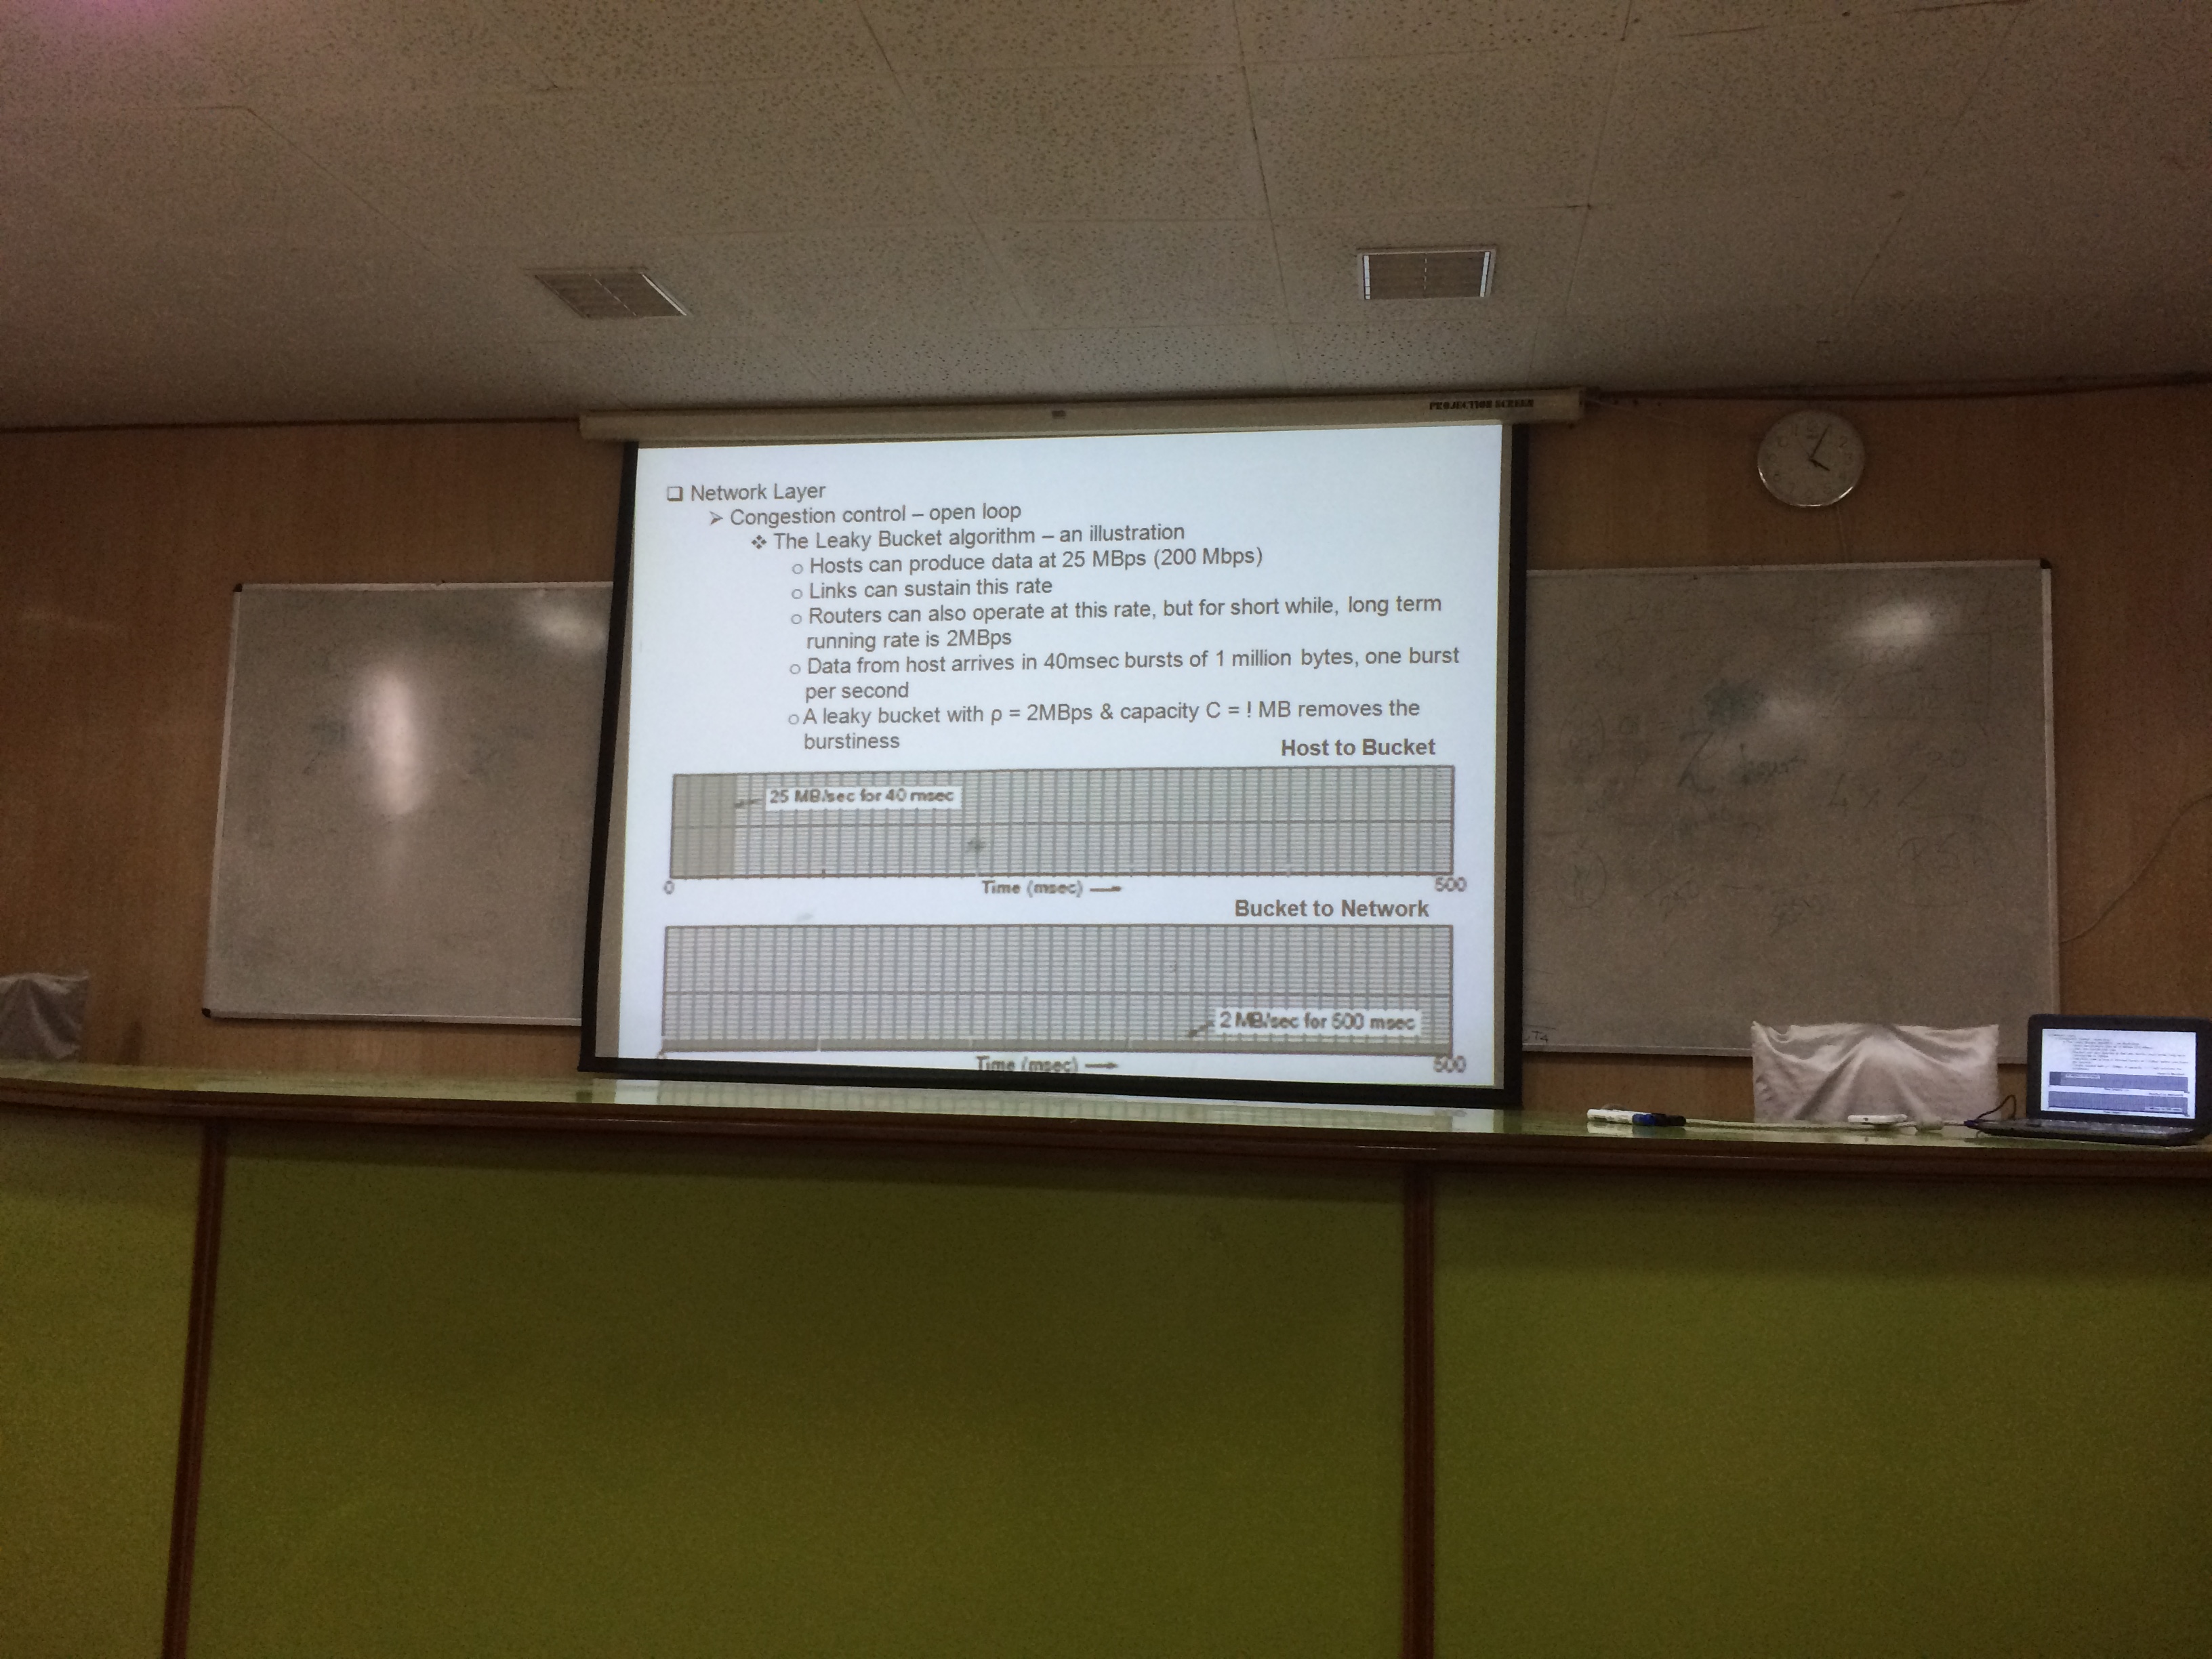 PROJECTION SCREEN
❑ Network Layer
➢ Congestion control – open loop
❖ The Leaky Bucket algorithm – an illustration
o Hosts can produce data at 25 MBps (200 Mbps)
o Links can sustain this rate
o Routers can also operate at this rate, but for short while, long term
running rate is 2MBps
o Data from host arrives in 40msec bursts of 1 million bytes, one burst
per second
o A leaky bucket with ρ = 2MBps & capacity C = ! MB removes the
burstiness
Host to Bucket
25 MB/sec for 40 msec
0
Time (msec)
500
Bucket to Network
2 MB/sec for 500 msec
0
Time (msec)
500